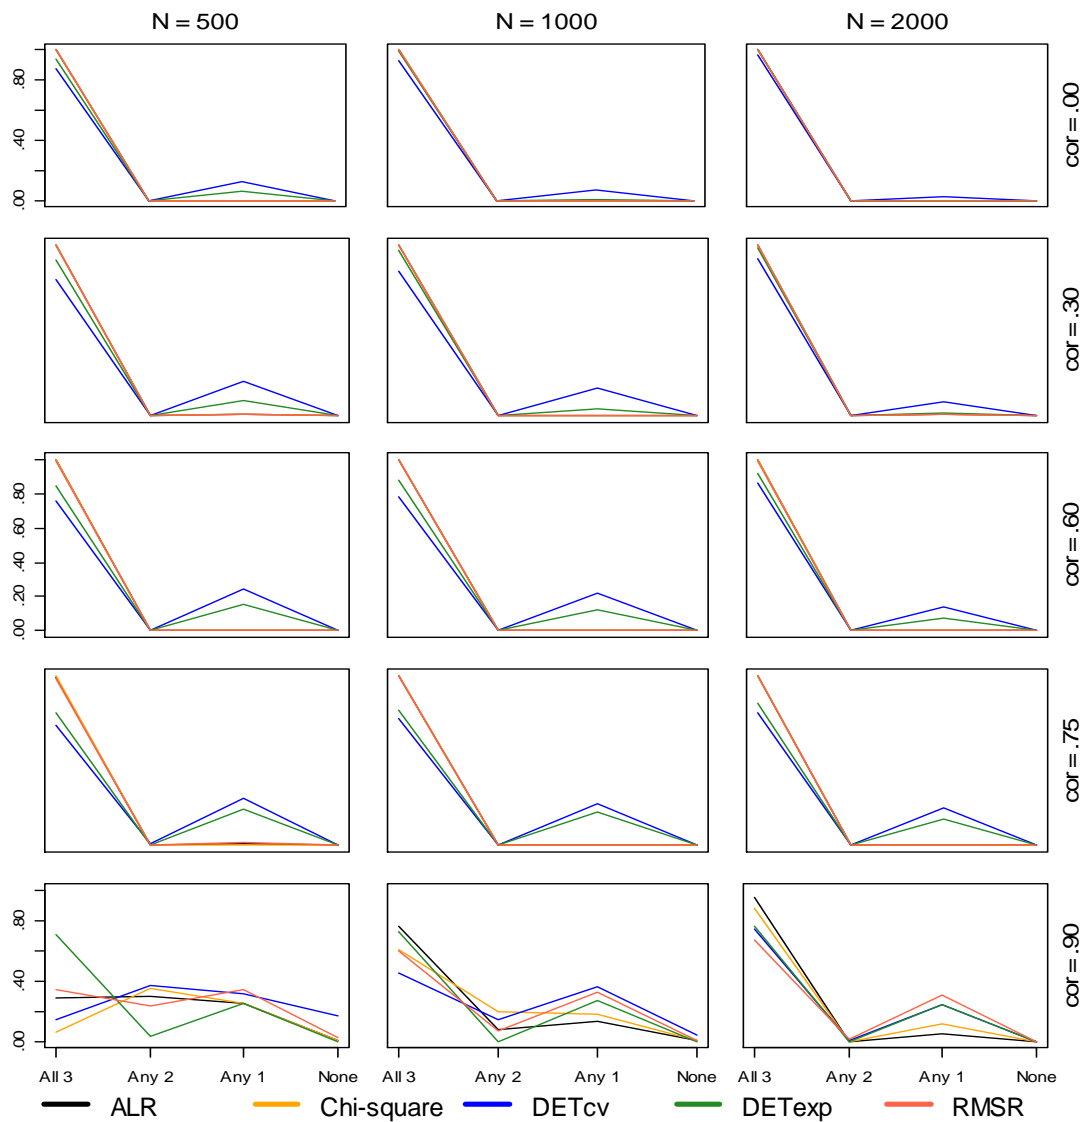 N = 500 N = 1000 N = 2000
.80
.40
.00
cor = .00
cor = .30
.80
.60
.40
.20
.00
cor = .60
cor = .75
.80
.40
.00
cor = .90
All 3 Any 2 Any 1 None All 3 Any 2 Any 1 None All 3 Any 2 Any 1 None
ALR Chi-square DETcv DETexp RMSR